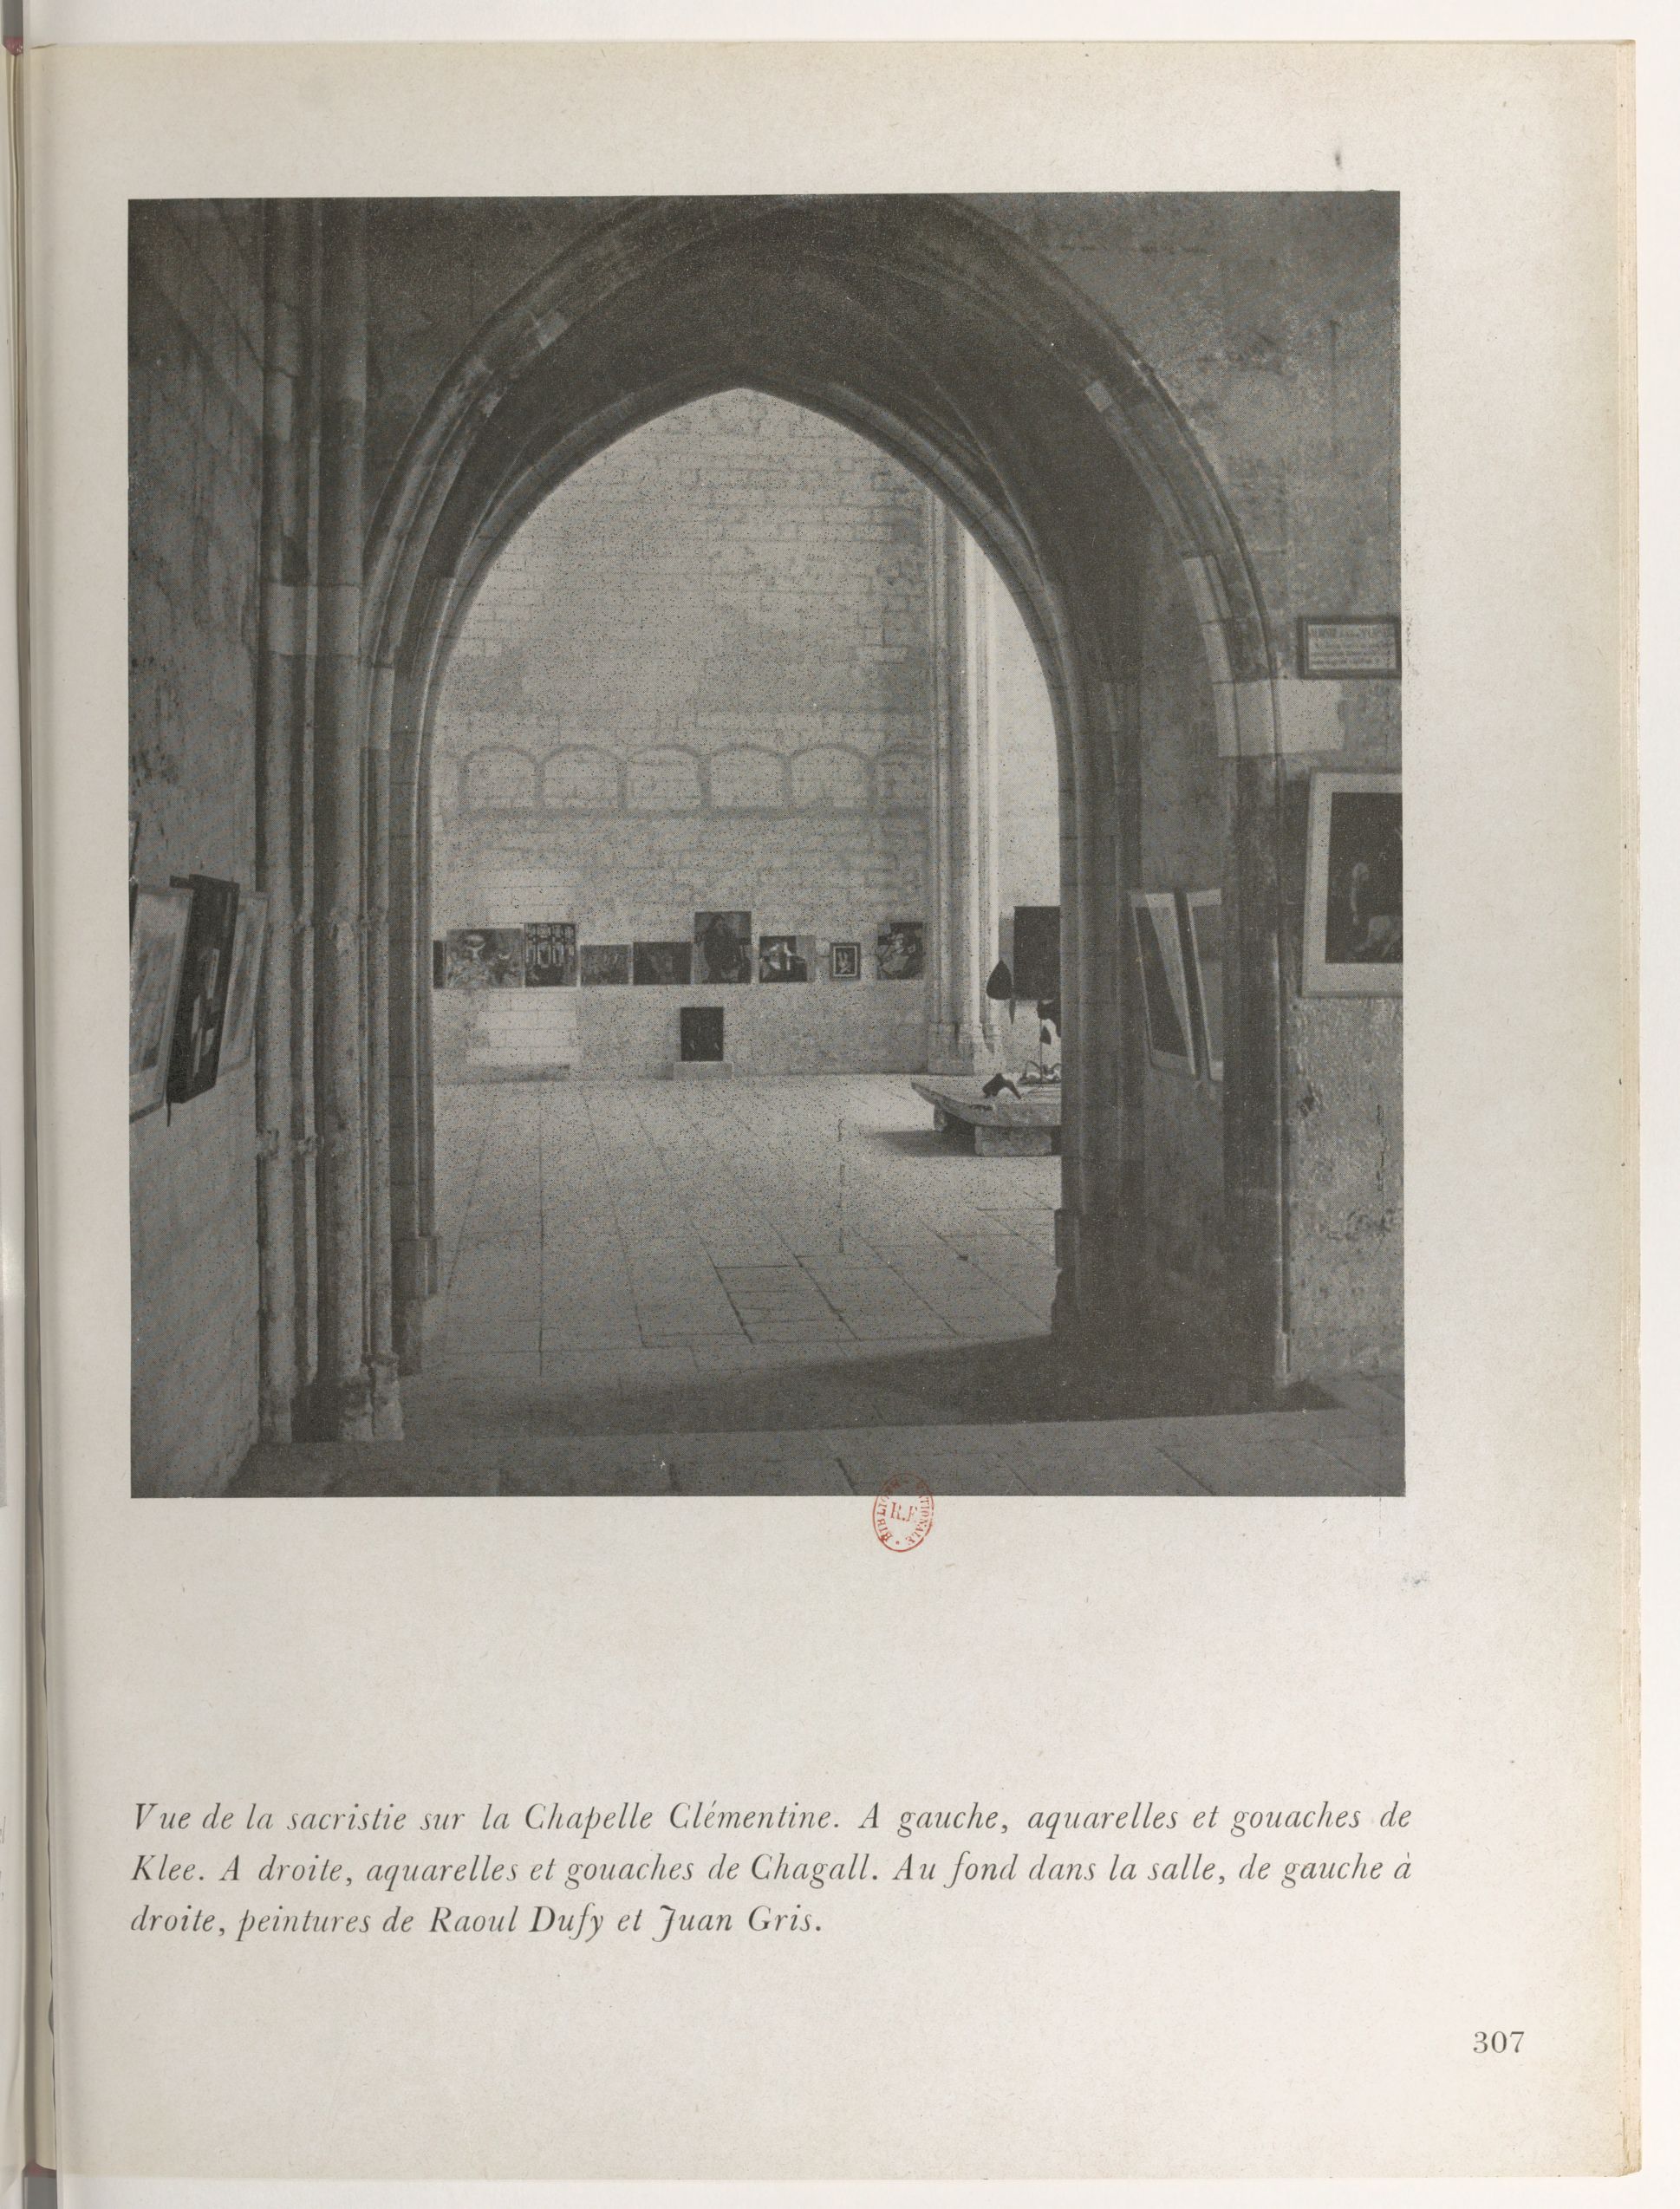 BIBLIOTHÈQUE NATIONALE
R.F.
Vue de la sacristie sur la Chapelle Clémentine. A gauche, aquarelles et gouaches de
Klee. A droite, aquarelles et gouaches de Chagall. Au fond dans la salle, de gauche à
droite, peintures de Raoul Dufy et Juan Gris.
307